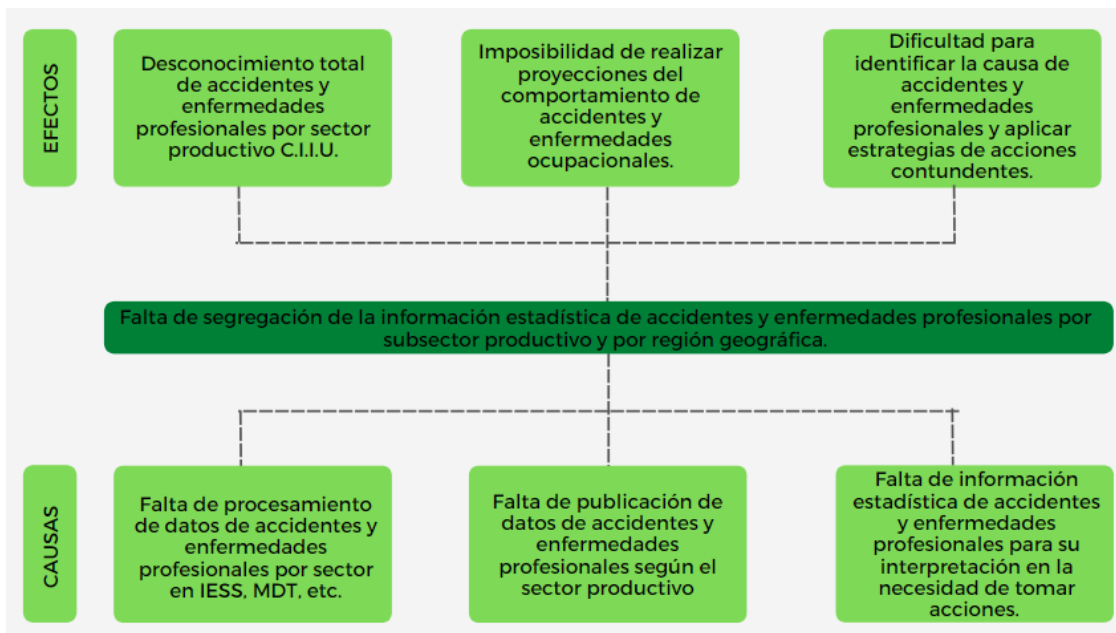 EFECTOS
Desconocimiento total
de accidentes y
enfermedades
profesionales por sector
productivo C.I.I.U.
Imposibilidad de realizar
proyecciones del
comportamiento de
accidentes y
enfermedades
ocupacionales.
Dificultad para
identificar la causa de
accidentes y
enfermedades
profesionales y aplicar
estrategias de acciones
contundentes.
Falta de segregación de la información estadística de accidentes y enfermedades profesionales por
subsector productivo y por región geográfica.
CAUSAS
Falta de procesamiento
de datos de accidentes y
enfermedades
profesionales por sector
en IESS, MDT, etc.
Falta de publicación de
datos de accidentes y
enfermedades
profesionales según el
sector productivo
Falta de información
estadística de accidentes
y enfermedades
profesionales para su
interpretación en la
necesidad de tomar
acciones.